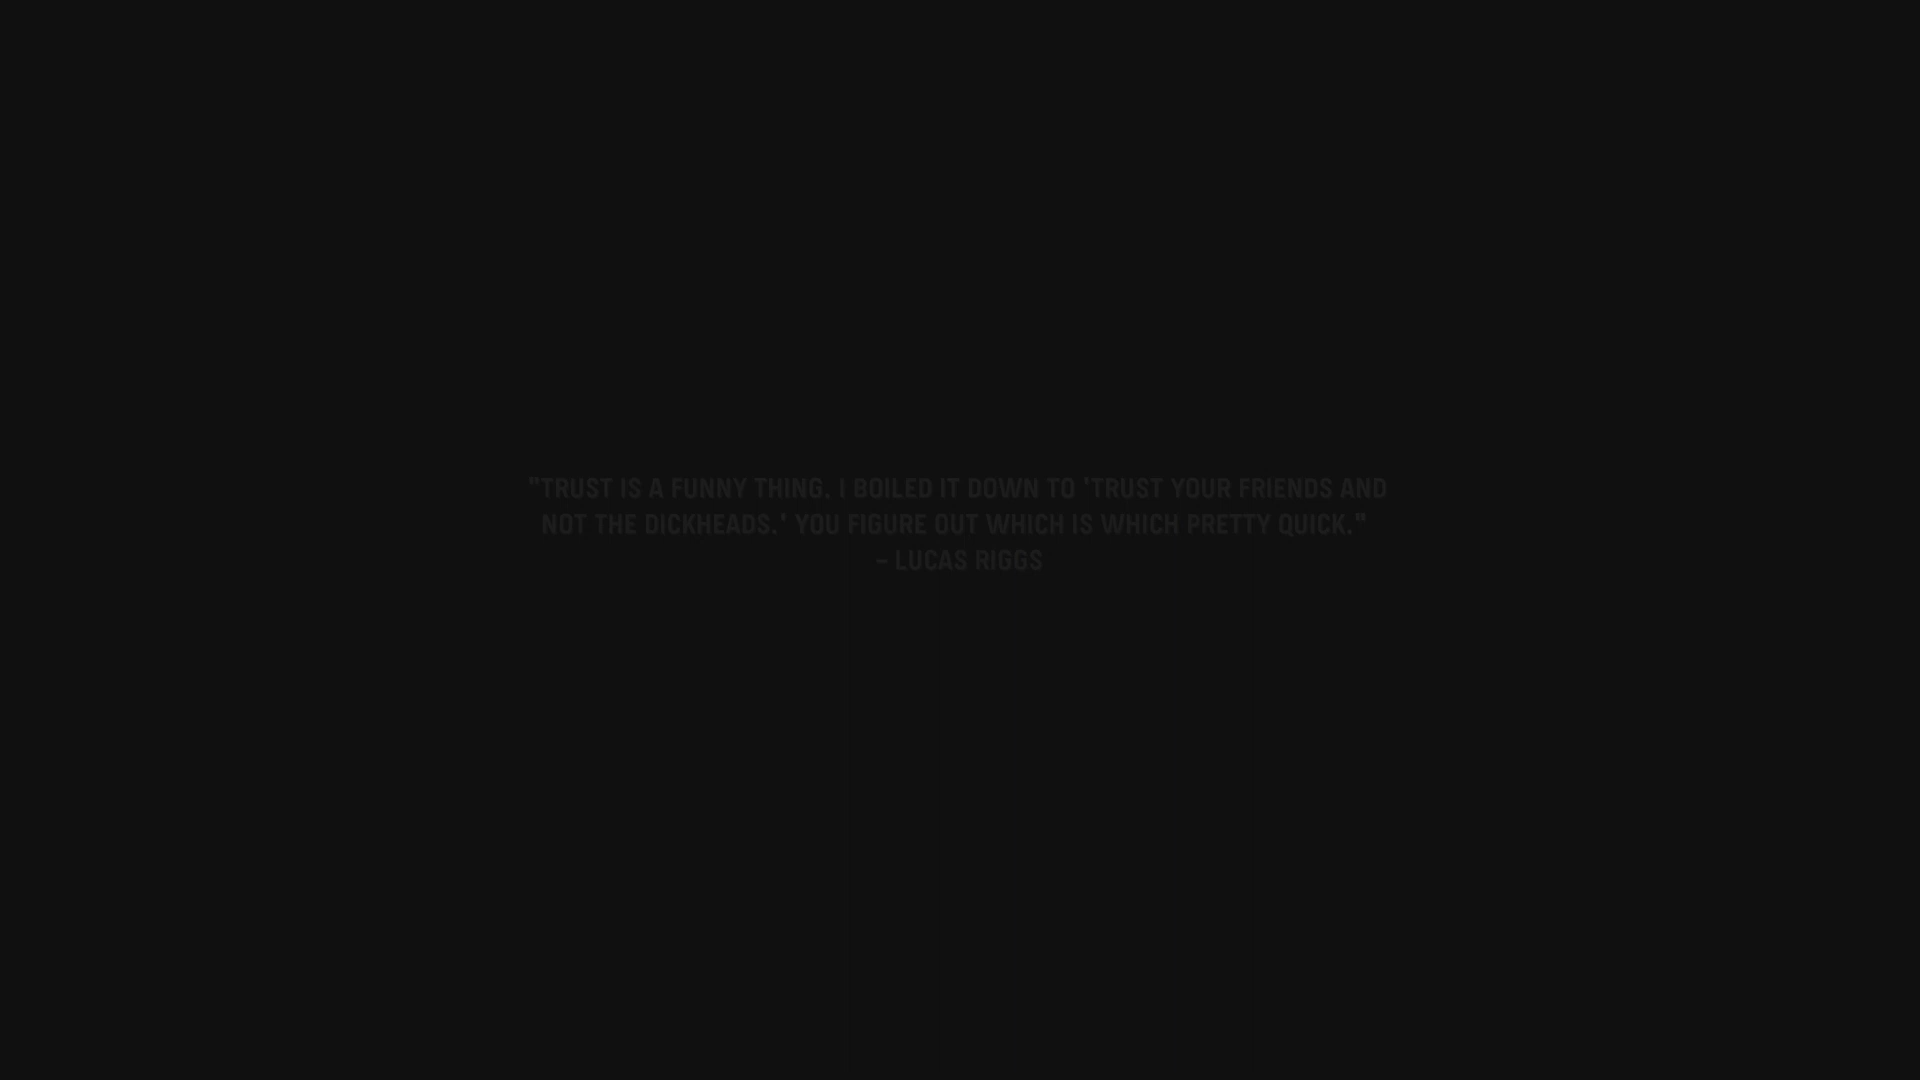 "TRUST IS A FUNNY THING. I BOILED IT DOWN TO 'TRUST YOUR FRIENDS AND
NOT THE DICKHEADS.' YOU FIGURE OUT WHICH IS WHICH PRETTY QUICK."
- LUCAS RIGGS